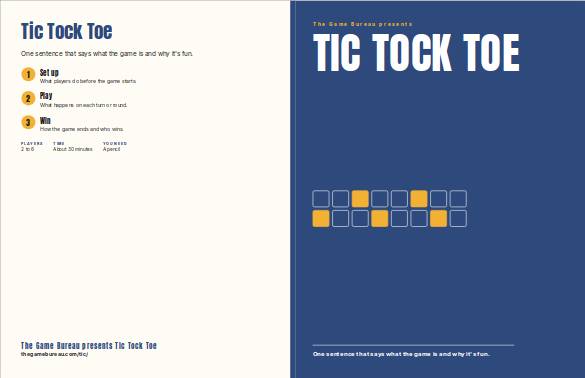 Tic Tock Toe
One sentence that says what the game is and why it's fun.
1 Set up
What players do before the game starts.
2 Play
What happens on each turn or round.
3 Win
How the game ends and who wins.
PLAYERS TIME YOU NEED
2 to 6 About 30 minutes A pencil
The Game Bureau presents Tic Tock Toe
thegamebureau.com/tic/
The Game Bureau presents
TIC TOCK TOE
One sentence that says what the game is and why it's fun.